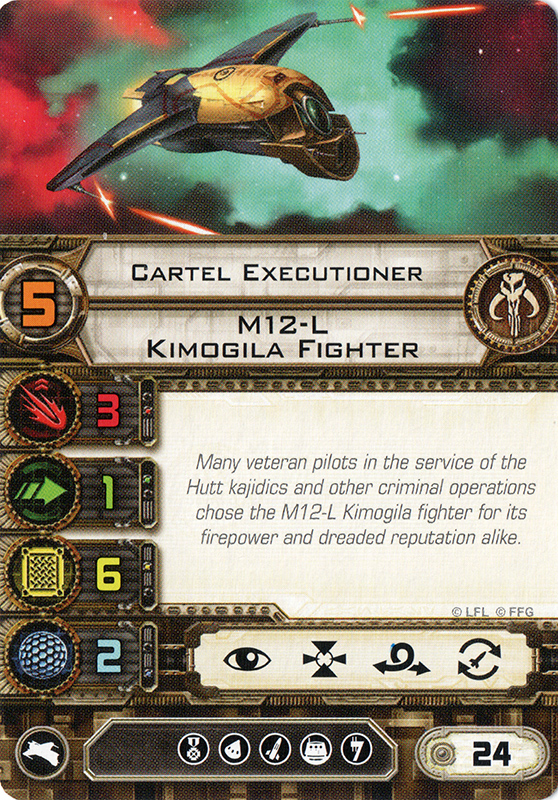 Cartel Executioner
5
M12-L
Kimogila Fighter
3
1
6
2
Many veteran pilots in the service of the
Hutt kajidics and other criminal operations
chose the M12-L Kimogila fighter for its
firepower and dreaded reputation alike.
© LFL © FFG
24